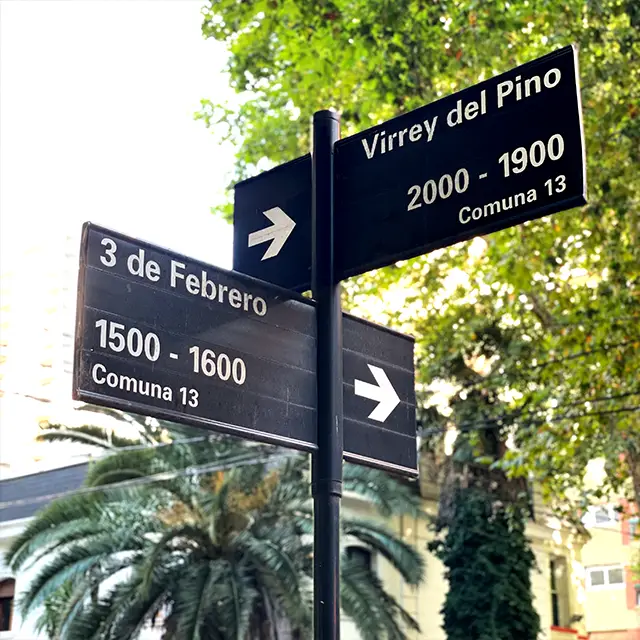 Virrey del Pino
2000 - 1900
Comuna 13
3 de Febrero
1500 - 1600
Comuna 13